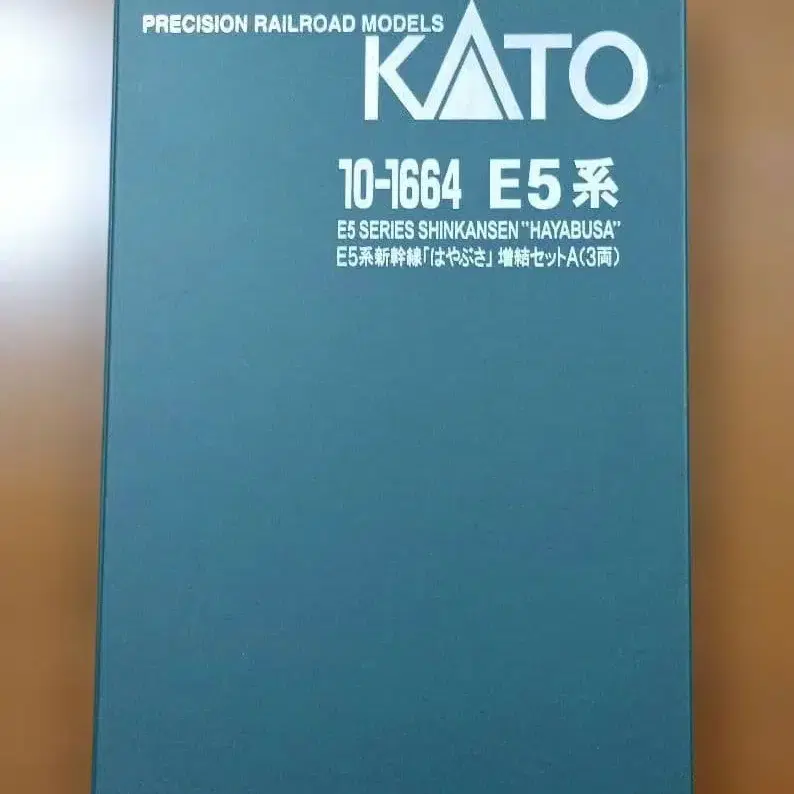 PRECISION RAILROAD MODELS
KATO
10-1664 E5系
E5 SERIES SHINKANSEN "HAYABUSA"
E5系新幹線「はやぶさ」増結セットA(3両)